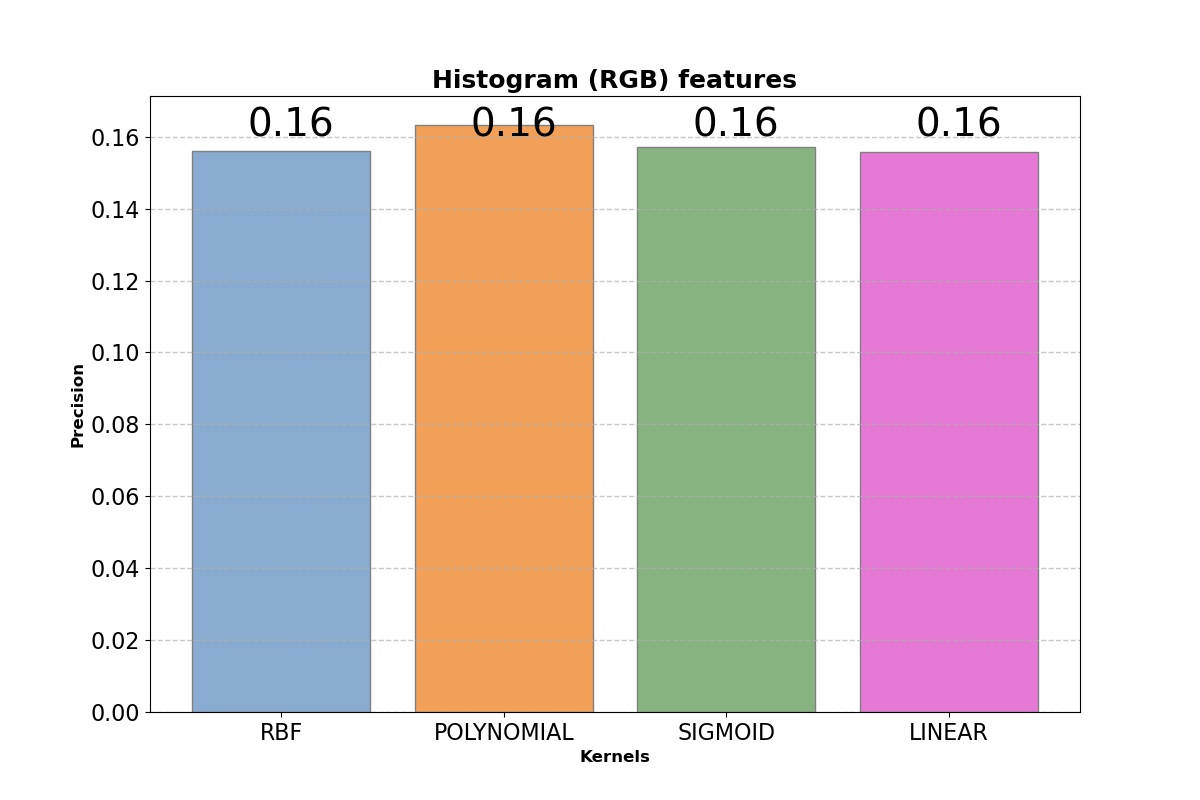 Histogram (RGB) features
0.16 0.16 0.16 0.16
0.16
0.14
0.12
0.10
0.08
0.06
0.04
0.02
0.00
Precision
RBF POLYNOMIAL SIGMOID LINEAR
Kernels